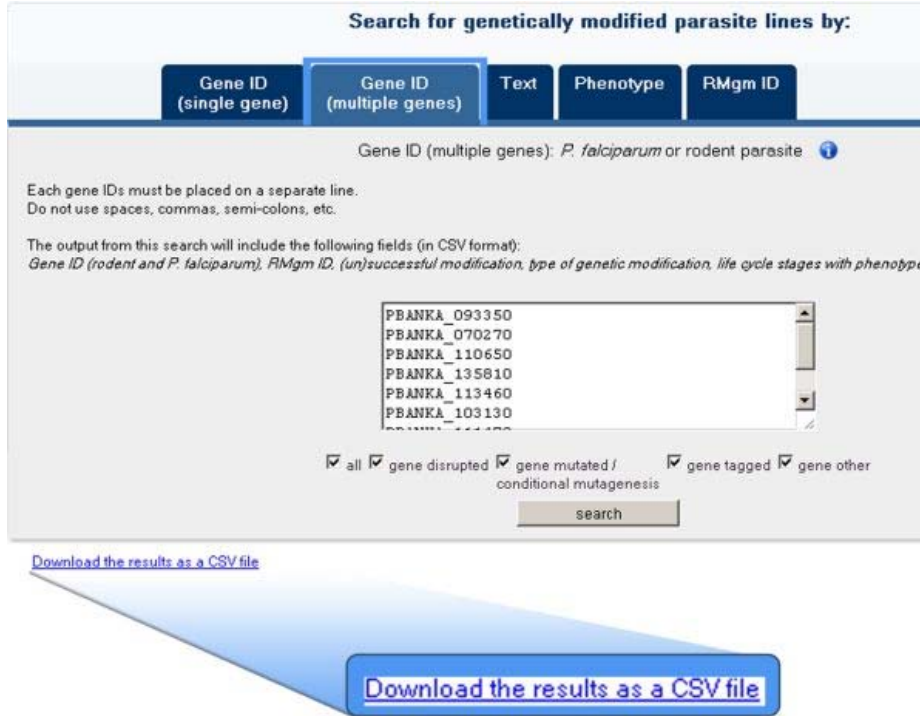 Search for genetically modified parasite lines by:
Gene ID
(single gene)
Gene ID
(multiple genes)
Text
Phenotype
RMgm ID
Gene ID (multiple genes): P. falciparum or rodent parasite
Each gene IDs must be placed on a separate line.
Do not use spaces, commas, semi-colons, etc.
The output from this search will include the following fields (in CSV format):
Gene ID (rodent and P. falciparum), RMgm ID, (un)successful modification, type of genetic modification, life cycle stages with phenotype
PBANKA_093350
PBANKA_070270
PBANKA_110650
PBANKA_135810
PBANKA_113460
PBANKA_103130
all gene disrupted gene mutated / gene tagged gene other
conditional mutagenesis
search
Download the results as a CSV file
Download the results as a CSV file